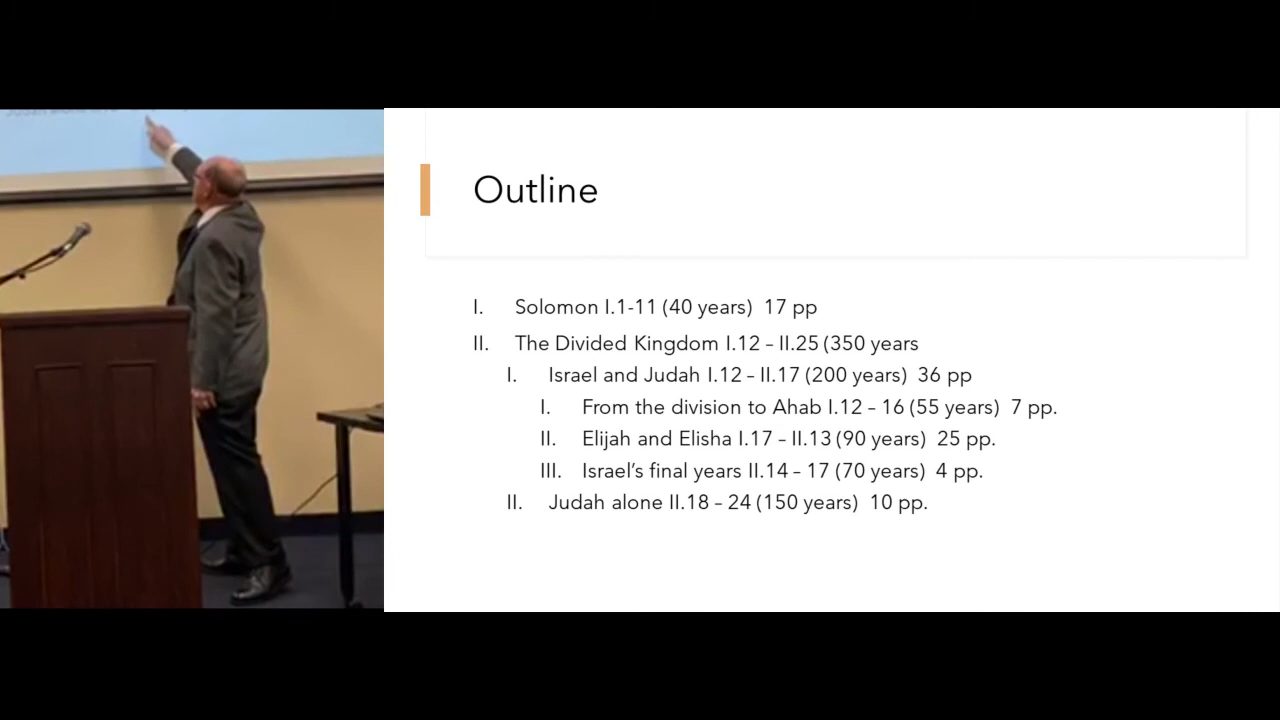 Outline
I. Solomon I.1-11 (40 years) 17 pp
II. The Divided Kingdom I.12 – II.25 (350 years
I. Israel and Judah I.12 – II.17 (200 years) 36 pp
I. From the division to Ahab I.12 – 16 (55 years) 7 pp.
II. Elijah and Elisha I.17 – II.13 (90 years) 25 pp.
III. Israel's final years II.14 – 17 (70 years) 4 pp.
II. Judah alone II.18 – 24 (150 years) 10 pp.